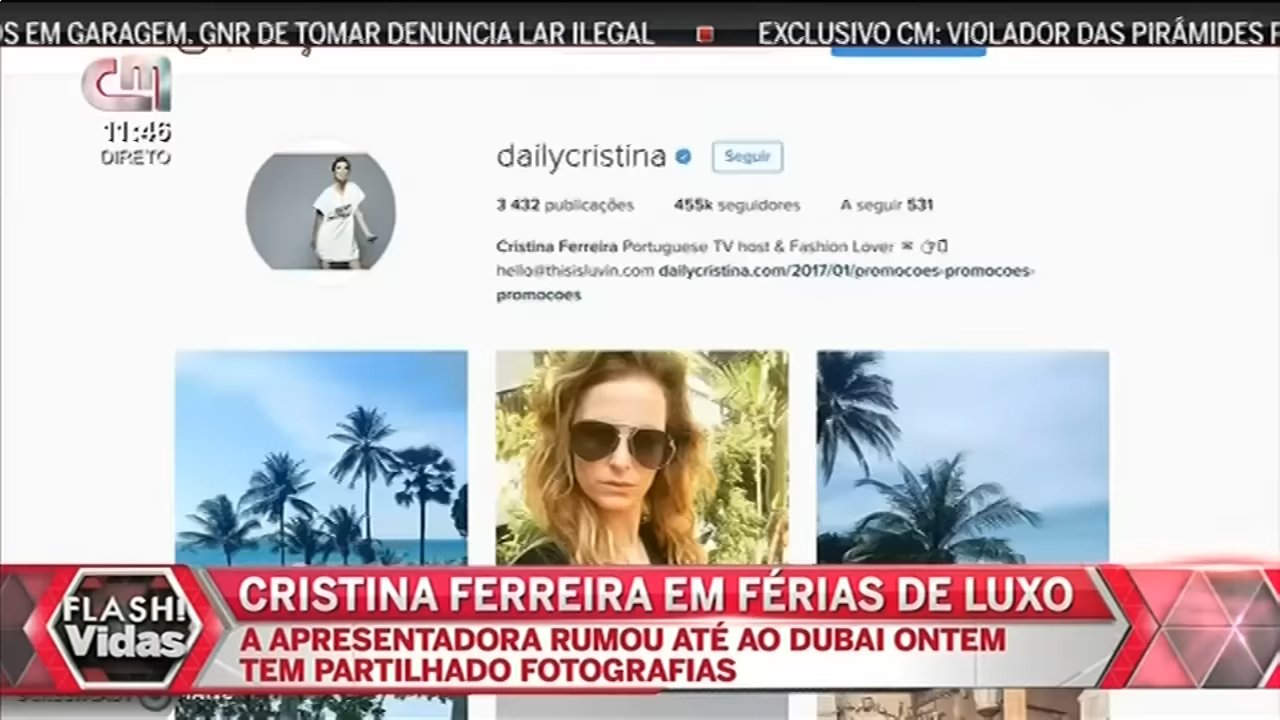 S EM GARAGEM. GNR DE TOMAR DENUNCIA LAR ILEGAL EXCLUSIVO CM: VIOLADOR DAS PIRÁMIDES
CM
11:46
DIRETO
dailycristina Seguir
3 432 publicações 455k seguidores A seguir 531
Cristina Ferreira Portuguese TV host & Fashion Lover
hello@thisisluvin.com dailycristina.com/2017/01/promocoes-promocoes-
promocoes
FLASH!
Vidas
CRISTINA FERREIRA EM FÉRIAS DE LUXO
A APRESENTADORA RUMOU ATÉ AO DUBAI ONTEM
TEM PARTILHADO FOTOGRAFIAS